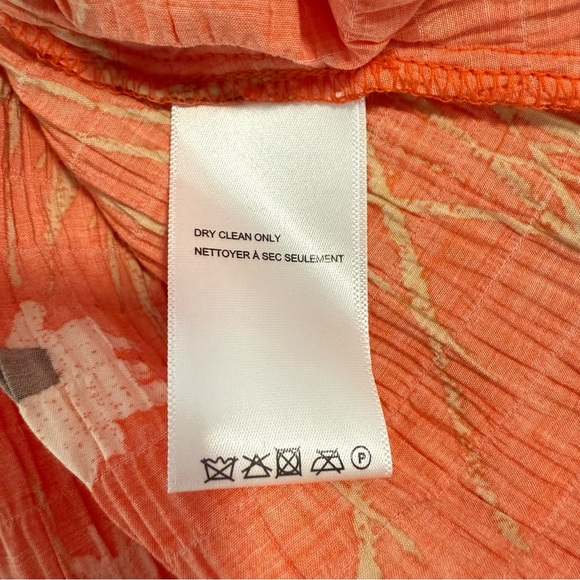 DRY CLEAN ONLY
NETTOYER À SEC SEULEMENT
P